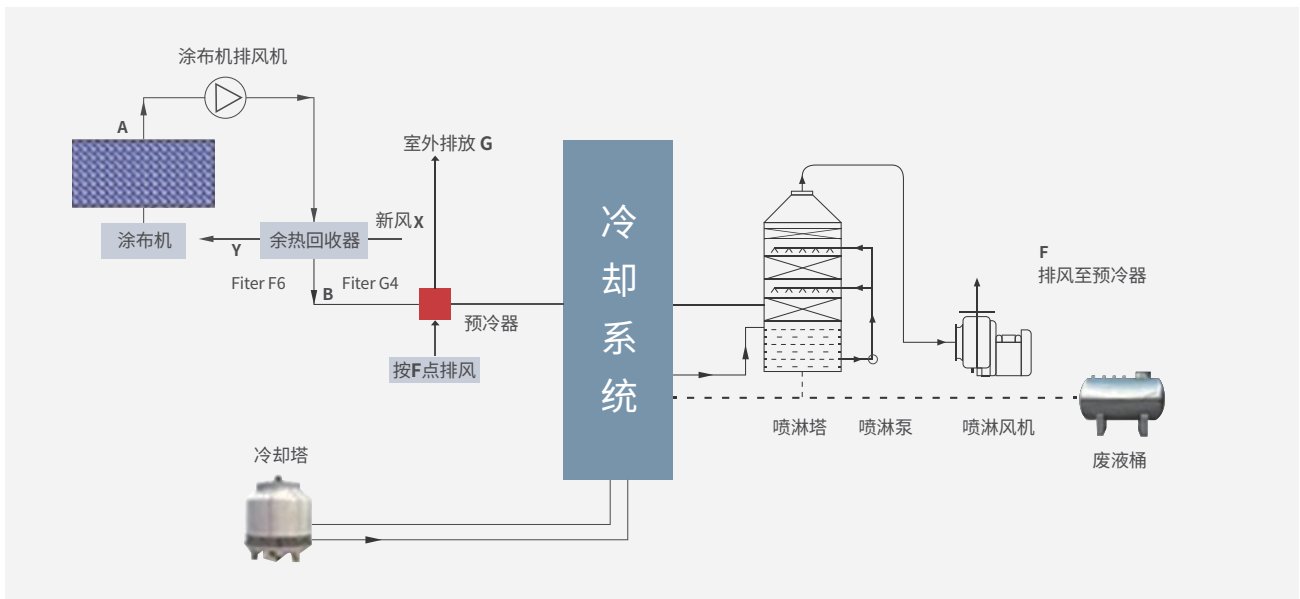 涂布机排风机
A
室外排放 G
涂布机
Y
余热回收器
新风X
Fiter F6
B
Fiter G4
预冷器
按F点排风
冷却系统
F
排风至预冷器
喷淋塔
喷淋泵
喷淋风机
废液桶
冷却塔